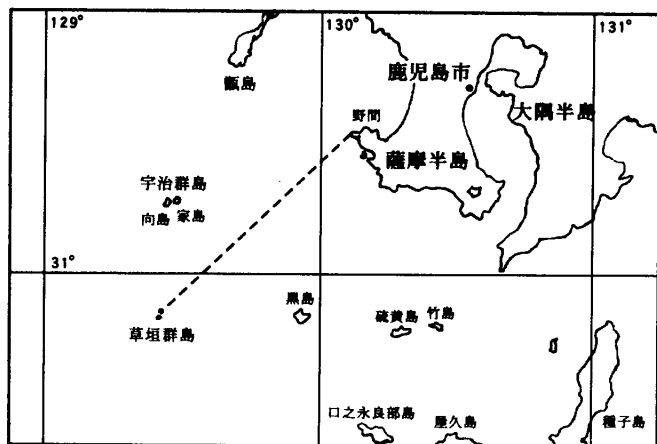 129°
130°
131°
甑島
鹿児島市
大隅半島
野間
薩摩半島
宇治群島
向島
家島
31°
草垣群島
黒島
硫黄島
竹島
口之永良部島
屋久島
種子島